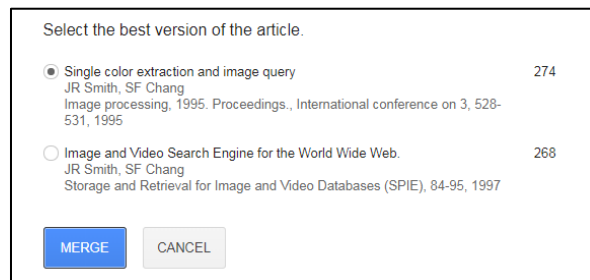 Select the best version of the article.
Single color extraction and image query 274
JR Smith, SF Chang
Image processing, 1995. Proceedings., International conference on 3, 528-
531, 1995
Image and Video Search Engine for the World Wide Web. 268
JR Smith, SF Chang
Storage and Retrieval for Image and Video Databases (SPIE), 84-95, 1997
MERGE CANCEL